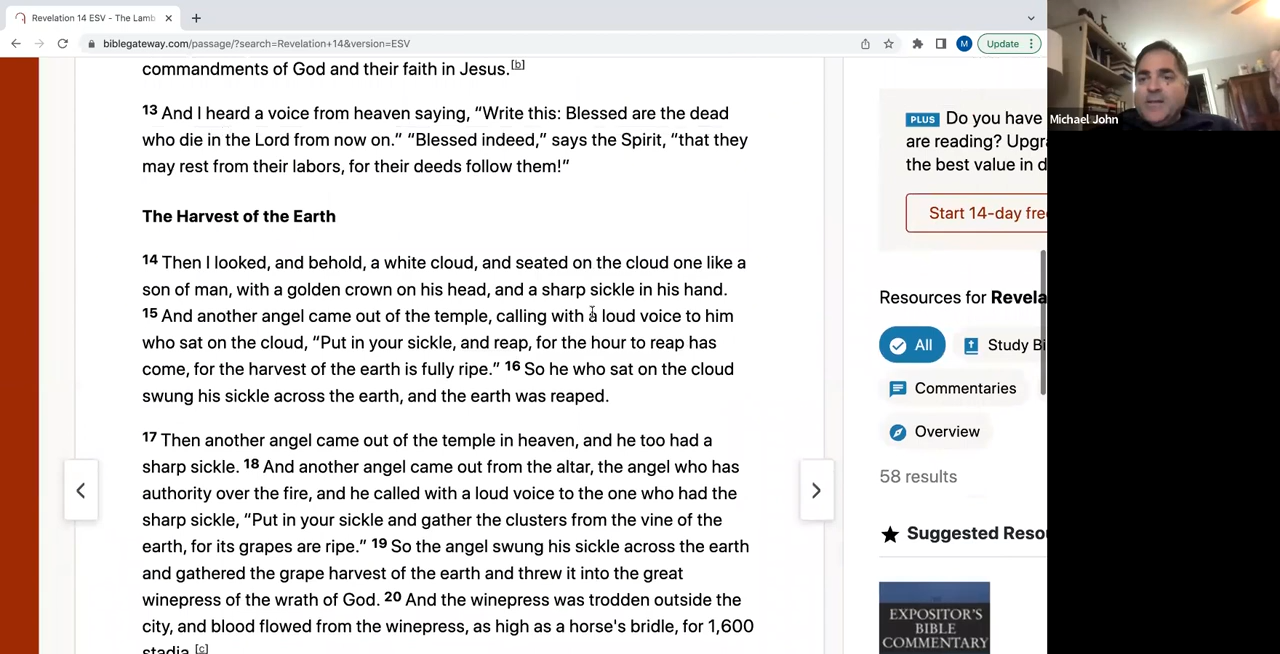 Revelation 14 ESV - The Lamb
biblegateway.com/passage/?search=Revelation+14&version=ESV
M
Update
Michael John
commandments of God and their faith in Jesus.[b]
13 And I heard a voice from heaven saying, “Write this: Blessed are the dead
who die in the Lord from now on.” “Blessed indeed,” says the Spirit, “that they
may rest from their labors, for their deeds follow them!”
The Harvest of the Earth
14 Then I looked, and behold, a white cloud, and seated on the cloud one like a
son of man, with a golden crown on his head, and a sharp sickle in his hand.
15 And another angel came out of the temple, calling with a loud voice to him
who sat on the cloud, “Put in your sickle, and reap, for the hour to reap has
come, for the harvest of the earth is fully ripe.” 16 So he who sat on the cloud
swung his sickle across the earth, and the earth was reaped.
17 Then another angel came out of the temple in heaven, and he too had a
sharp sickle. 18 And another angel came out from the altar, the angel who has
authority over the fire, and he called with a loud voice to the one who had the
sharp sickle, “Put in your sickle and gather the clusters from the vine of the
earth, for its grapes are ripe.” 19 So the angel swung his sickle across the earth
and gathered the grape harvest of the earth and threw it into the great
winepress of the wrath of God. 20 And the winepress was trodden outside the
city, and blood flowed from the winepress, as high as a horse's bridle, for 1,600
stadia.[c]
PLUS Do you have
are reading? Upgra
the best value in d
Start 14-day fre
Resources for Revela
All
Study Bi
Commentaries
Overview
58 results
Suggested Reso
EXPOSITOR'S
BIBLE
COMMENTARY